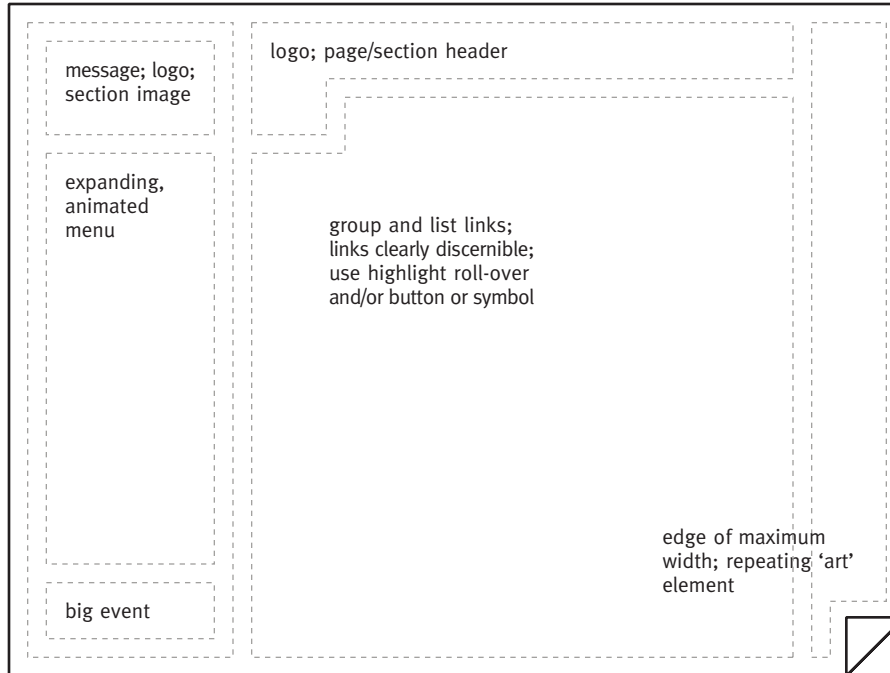 message; logo;
section image
logo; page/section header
expanding,
animated
menu
group and list links;
links clearly discernible;
use highlight roll-over
and/or button or symbol
edge of maximum
width; repeating ‘art’
element
big event